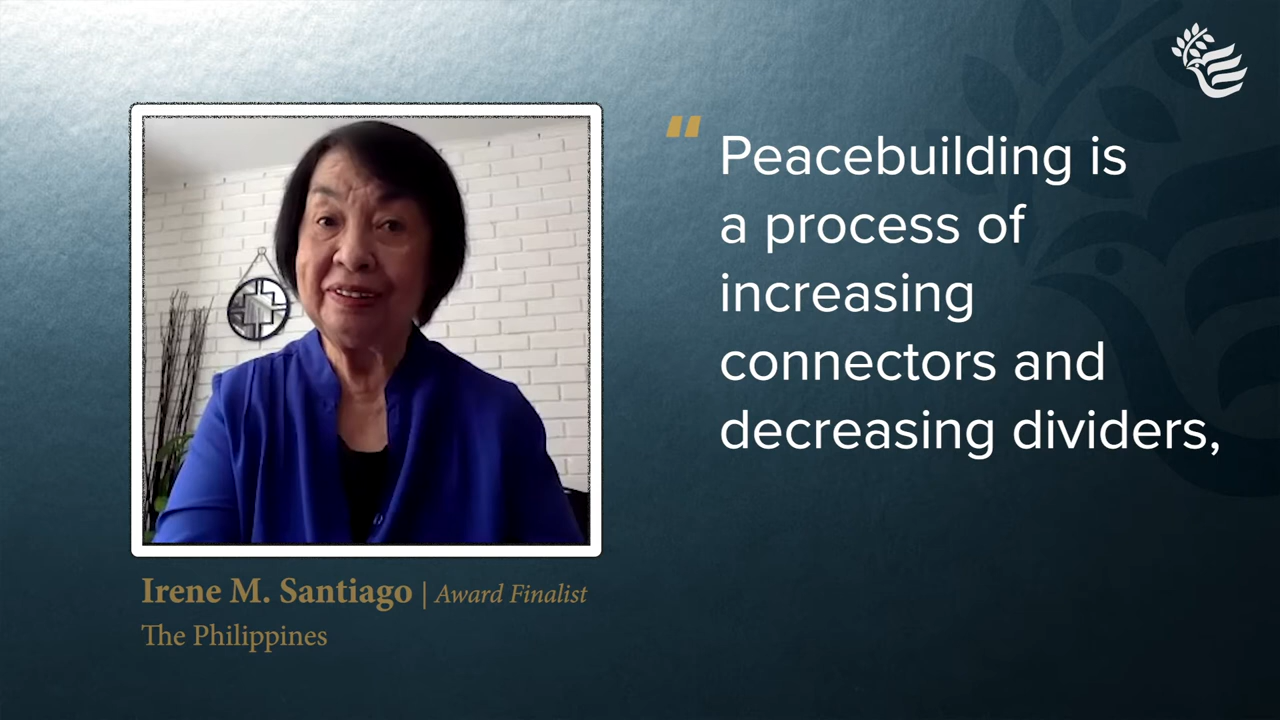 “ Peacebuilding is
a process of
increasing
connectors and
decreasing dividers,
Irene M. Santiago | Award Finalist
The Philippines